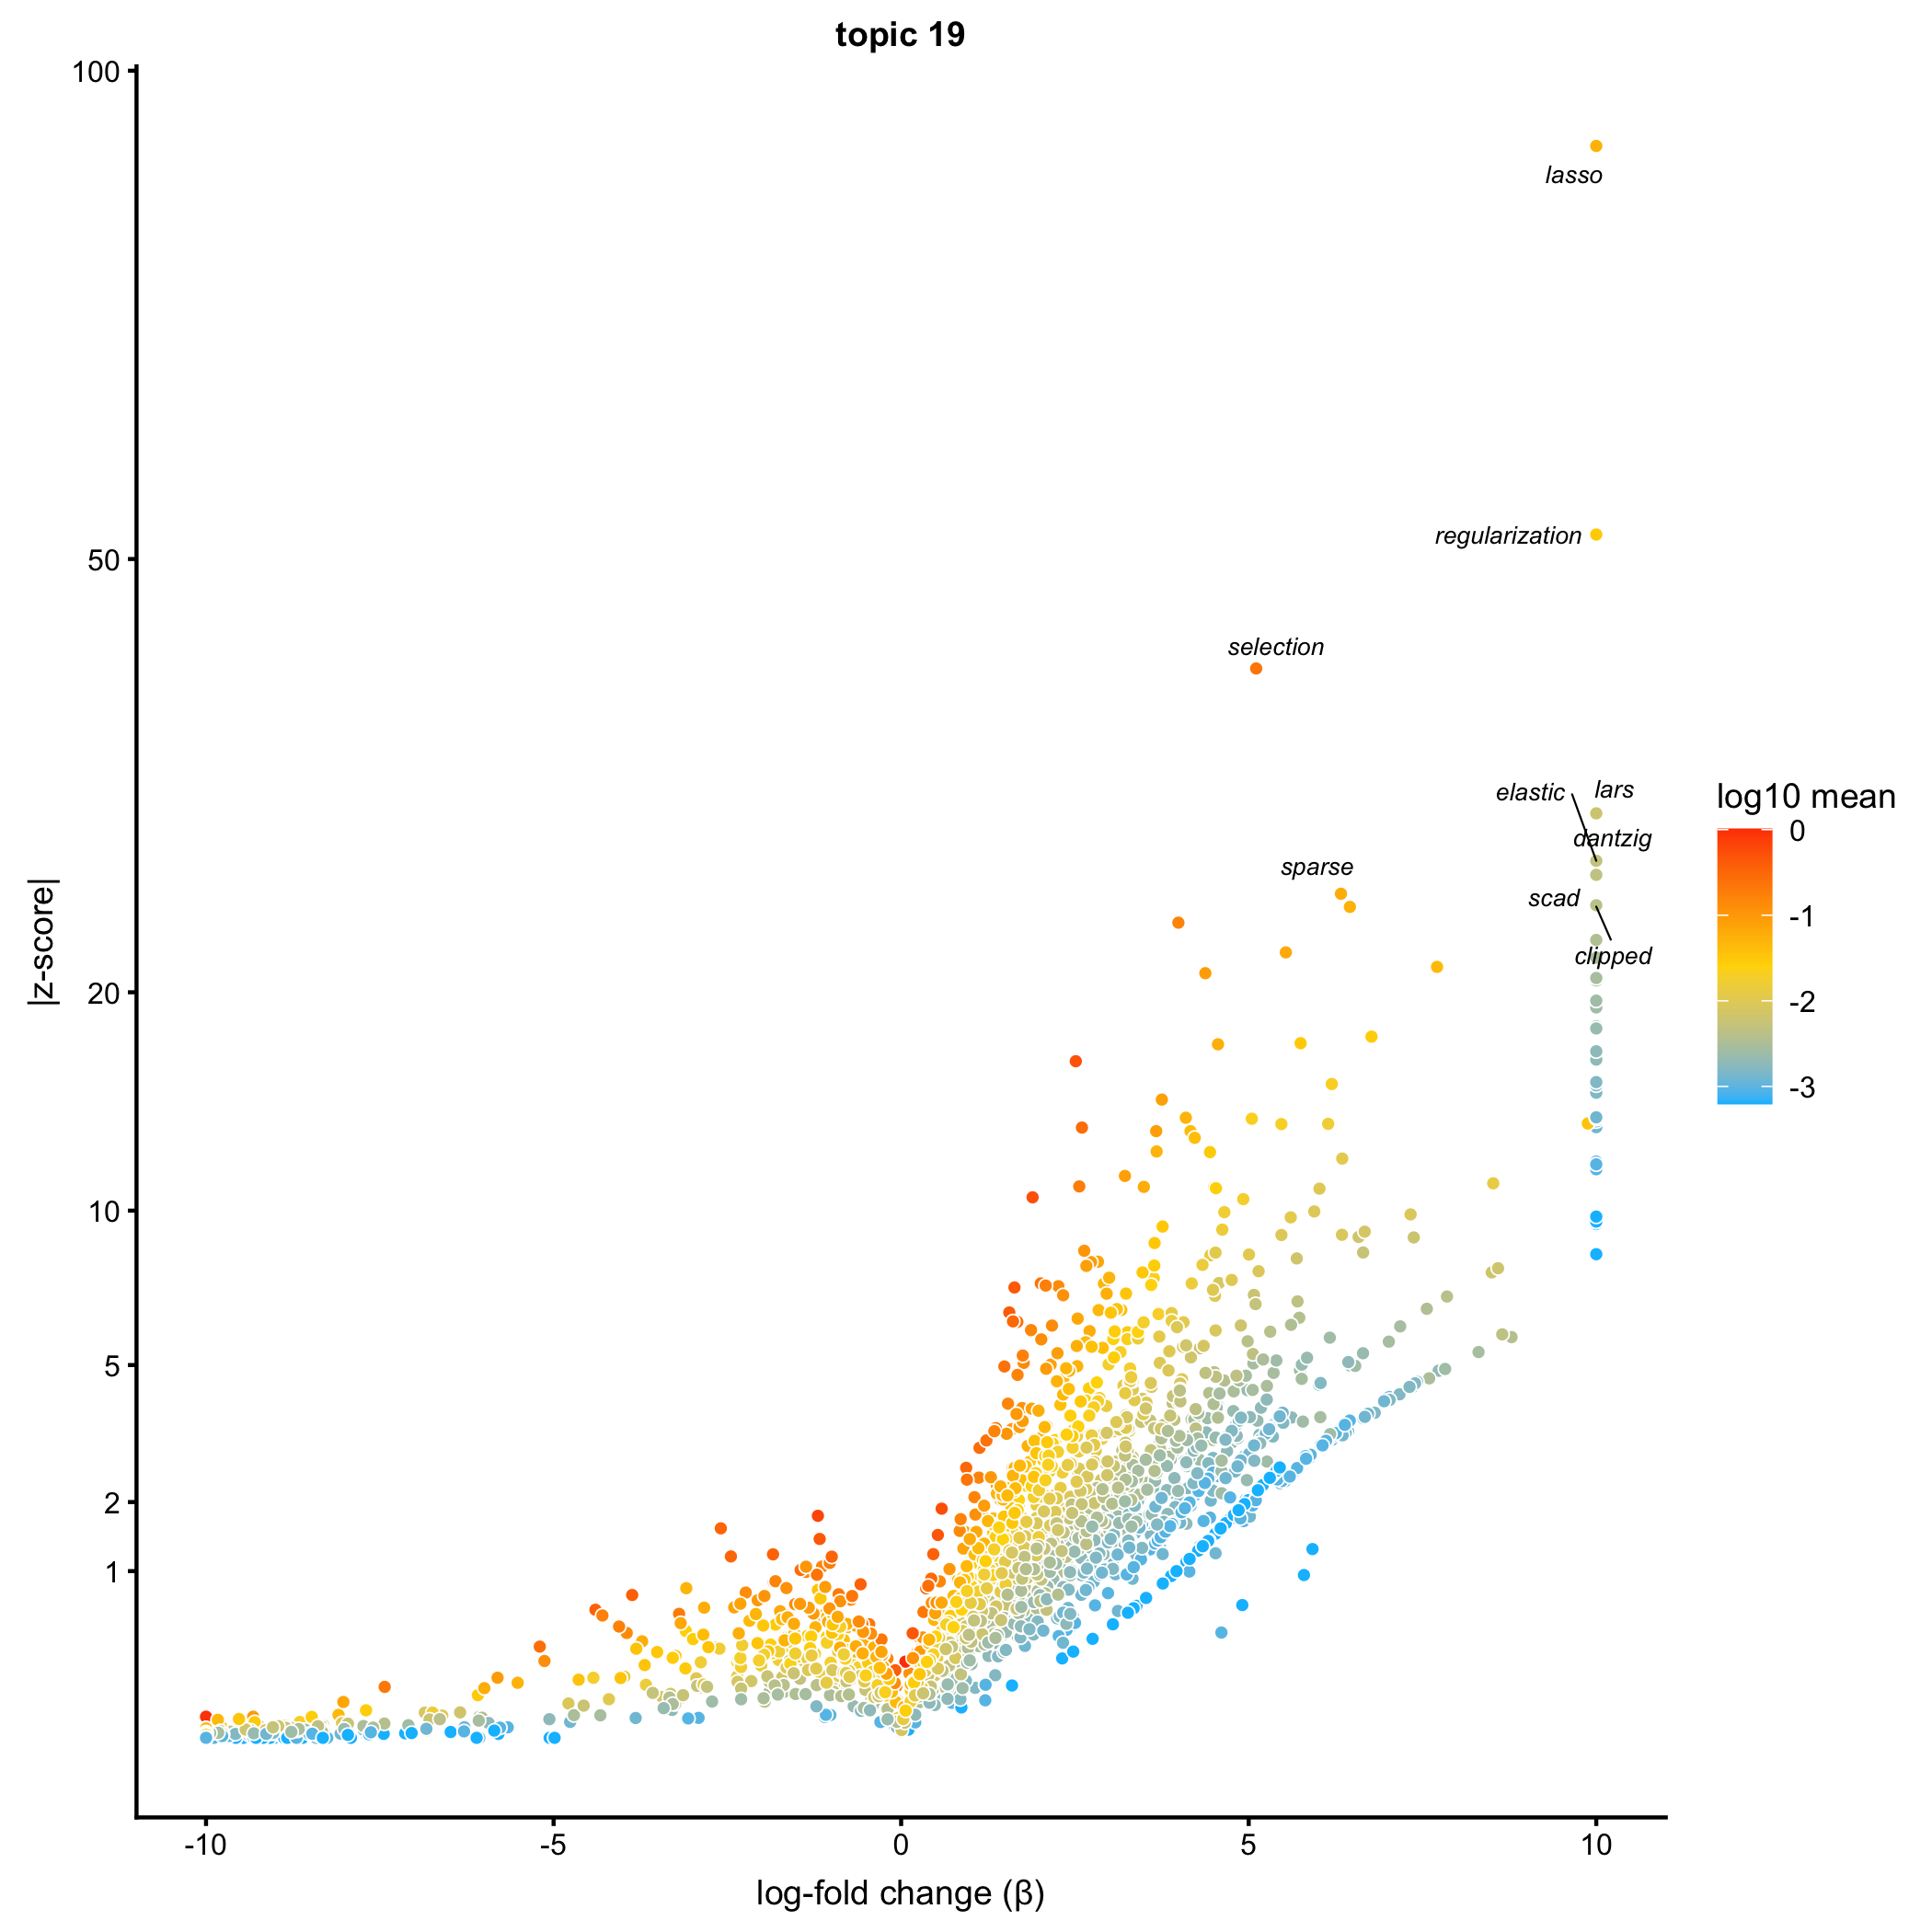 topic 19
100
lasso
50
regularization
selection
elastic
lars
dantzig
sparse
scad
clipped
|z-score|
20
10
5
2
1
-10
-5
0
5
10
log-fold change (β)
log10 mean
0
-1
-2
-3